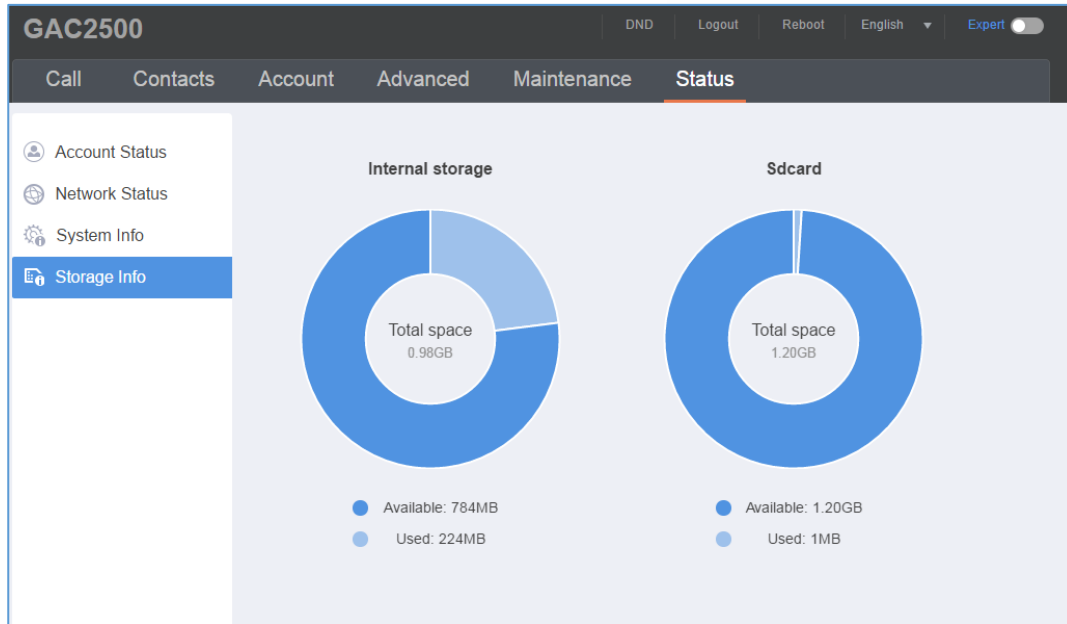 GAC2500
DND Logout Reboot English Expert
Call Contacts Account Advanced Maintenance Status
Account Status
Network Status
System Info
Storage Info
Internal storage
Total space
0.98GB
Available: 784MB
Used: 224MB
Sdcard
Total space
1.20GB
Available: 1.20GB
Used: 1MB